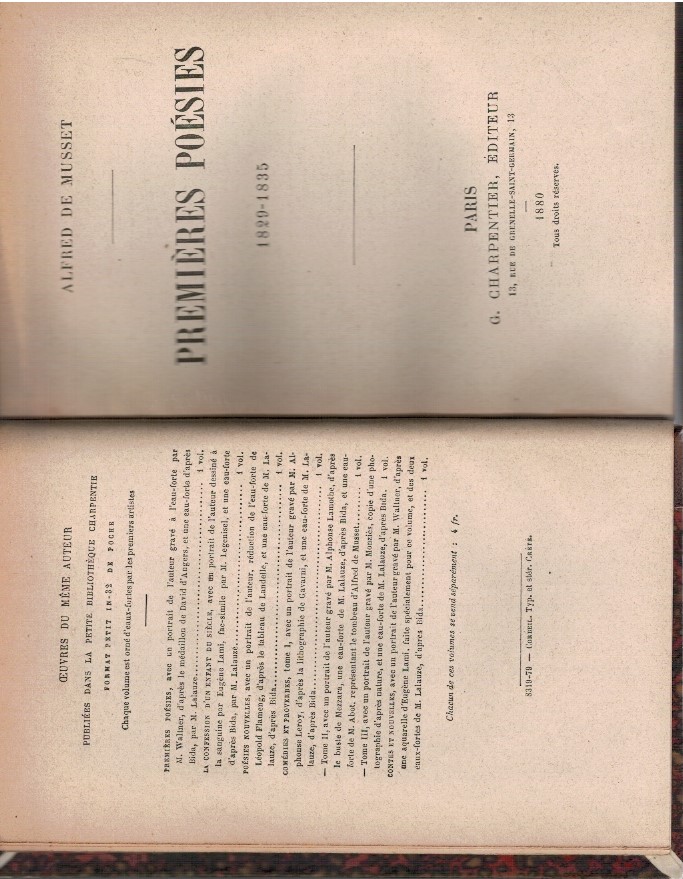 ŒUVRES DU MÊME AUTEUR
PUBLIÉES DANS LA PETITE BIBLIOTHÈQUE CHARPENTIE
FORMAT PETIT IN-32 DE POCHE
Chaque volume est orné d'eaux-fortes par les premiers artistes
PREMIÈRES POÉSIES, avec un portrait de l'auteur gravé à l'eau-forte par
M. Waltner, d'après le médaillon de David d'Angers, et une eau-forte d'après
Bida, par M. Lalauze........ 1 vol.
LA CONFESSION D'UN ENFANT DU SIÈCLE, avec un portrait de l'auteur dessiné à
la sanguine par Eugène Lami, fac-simile par M. Legenisel, et une eau-forte
d'après Bida, par M. Lalauze........ 1 vol.
POÉSIES NOUVELLES, avec un portrait de l'auteur, réduction de l'eau-forte de
Léopold Flameng, d'après le tableau de Landelle, et une eau-forte de M. La-
lauze, d'après Bida........ 1 vol.
COMÉDIES ET PROVERBES, tome I, avec un portrait de l'auteur gravé par M. Al-
phonse Leroy, d'après la lithographie de Gavarni, et une eau-forte de M. La-
lauze, d'après Bida........ 1 vol.
— Tome II, avec un portrait de l'auteur gravé par M. Alphonse Lamothe, d'après
le buste de Mezzara, une eau-forte de M. Lalauze, d'après Bida, et une eau-
forte de M. Abot, représentant le tombeau d'Alfred de Musset........ 1 vol.
— Tome III, avec un portrait de l'auteur gravé par M. Monziès, copie d'une pho-
tographie d'après nature, et une eau-forte de M. Lalauze, d'après Bida. 1 vol.
CONTES ET NOUVELLES, avec un portrait de l'auteur gravé par M. Waltner, d'après
une aquarelle d'Eugène Lami, faite spécialement pour ce volume, et des deux
eaux-fortes de M. Lalauze, d'après Bida........ 1 vol.
Chacun de ces volumes se vend séparément : 4 fr.
8319-79 — CORBEIL. Typ. et stér. CRÉTÉ.
ALFRED DE MUSSET
PREMIÈRES POÉSIES
1829-1835
PARIS
G. CHARPENTIER, ÉDITEUR
13, RUE DE GRENELLE-SAINT-GERMAIN, 13
1880
Tous droits réservés.